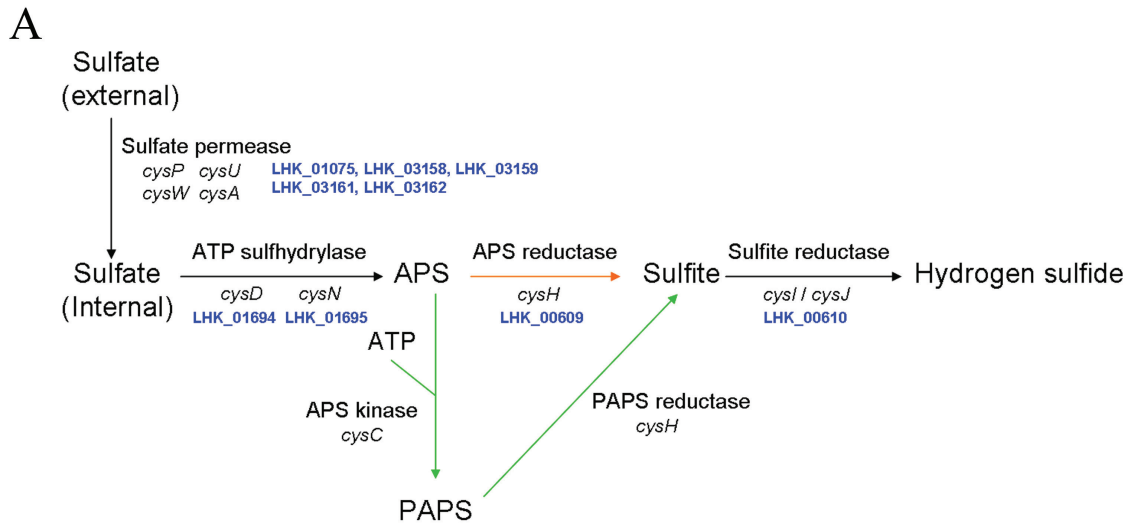 A
Sulfate
(external)
Sulfate permease
cysP cysU LHK_01075, LHK_03158, LHK_03159
cysW cysA LHK_03161, LHK_03162
ATP sulfhydrylase APS reductase Sulfite reductase
Sulfate APS Sulfite Hydrogen sulfide
(Internal) cysD cysN cysH cysI / cysJ
LHK_01694 LHK_01695 LHK_00609 LHK_00610
ATP
APS kinase PAPS reductase
cysC cysH
PAPS